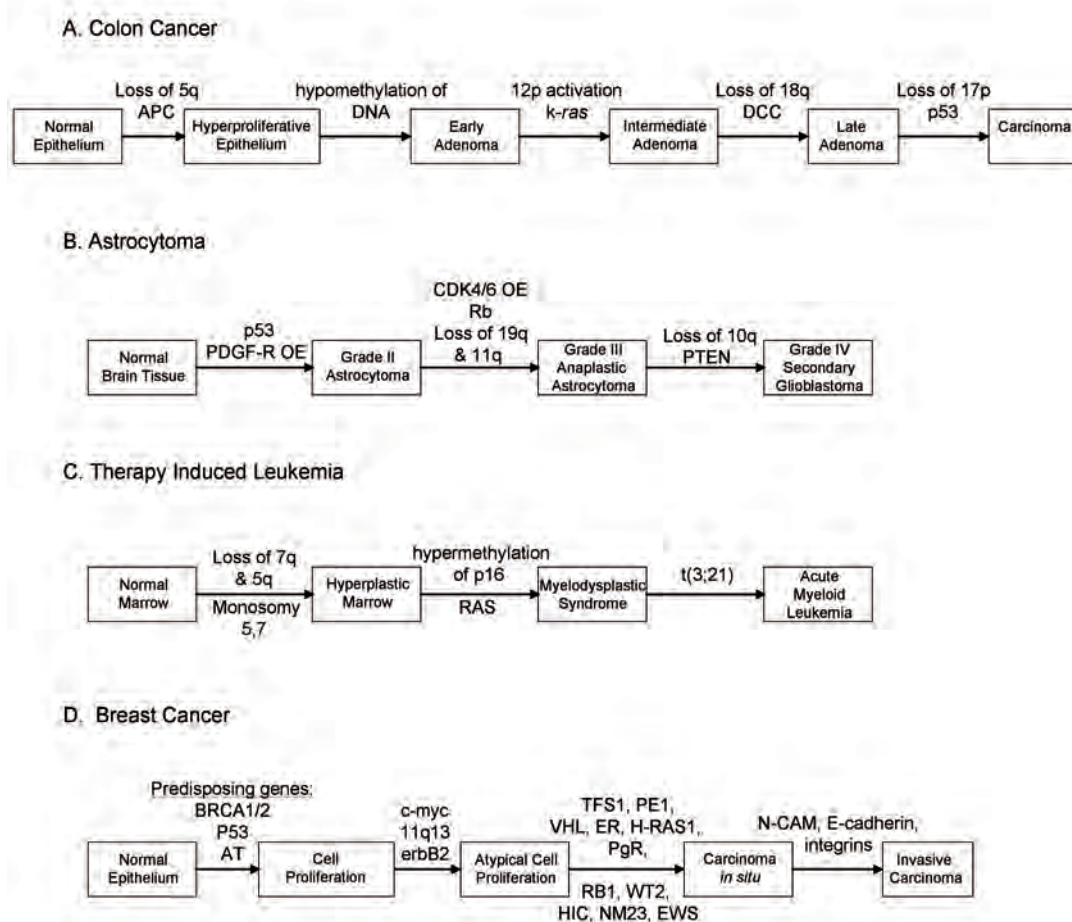 A. Colon Cancer
Loss of 5q
APC
hypomethylation of
DNA
12p activation
k-ras
Loss of 18q
DCC
Loss of 17p
p53
Normal
Epithelium
Hyperproliferative
Epithelium
Early
Adenoma
Intermediate
Adenoma
Late
Adenoma
Carcinoma
B. Astrocytoma
p53
PDGF-R OE
CDK4/6 OE
Rb
Loss of 19q
& 11q
Loss of 10q
PTEN
Normal
Brain Tissue
Grade II
Astrocytoma
Grade III
Anaplastic
Astrocytoma
Grade IV
Secondary
Glioblastoma
C. Therapy Induced Leukemia
Loss of 7q
& 5q
Monosomy
5,7
hypermethylation
of p16
RAS
t(3;21)
Normal
Marrow
Hyperplastic
Marrow
Myelodysplastic
Syndrome
Acute
Myeloid
Leukemia
D. Breast Cancer
Predisposing genes:
BRCA1/2
P53
AT
c-myc
11q13
erbB2
TFS1, PE1,
VHL, ER, H-RAS1,
PgR,
RB1, WT2,
HIC, NM23, EWS
N-CAM, E-cadherin,
integrins
Normal
Epithelium
Cell
Proliferation
Atypical Cell
Proliferation
Carcinoma
in situ
Invasive
Carcinoma